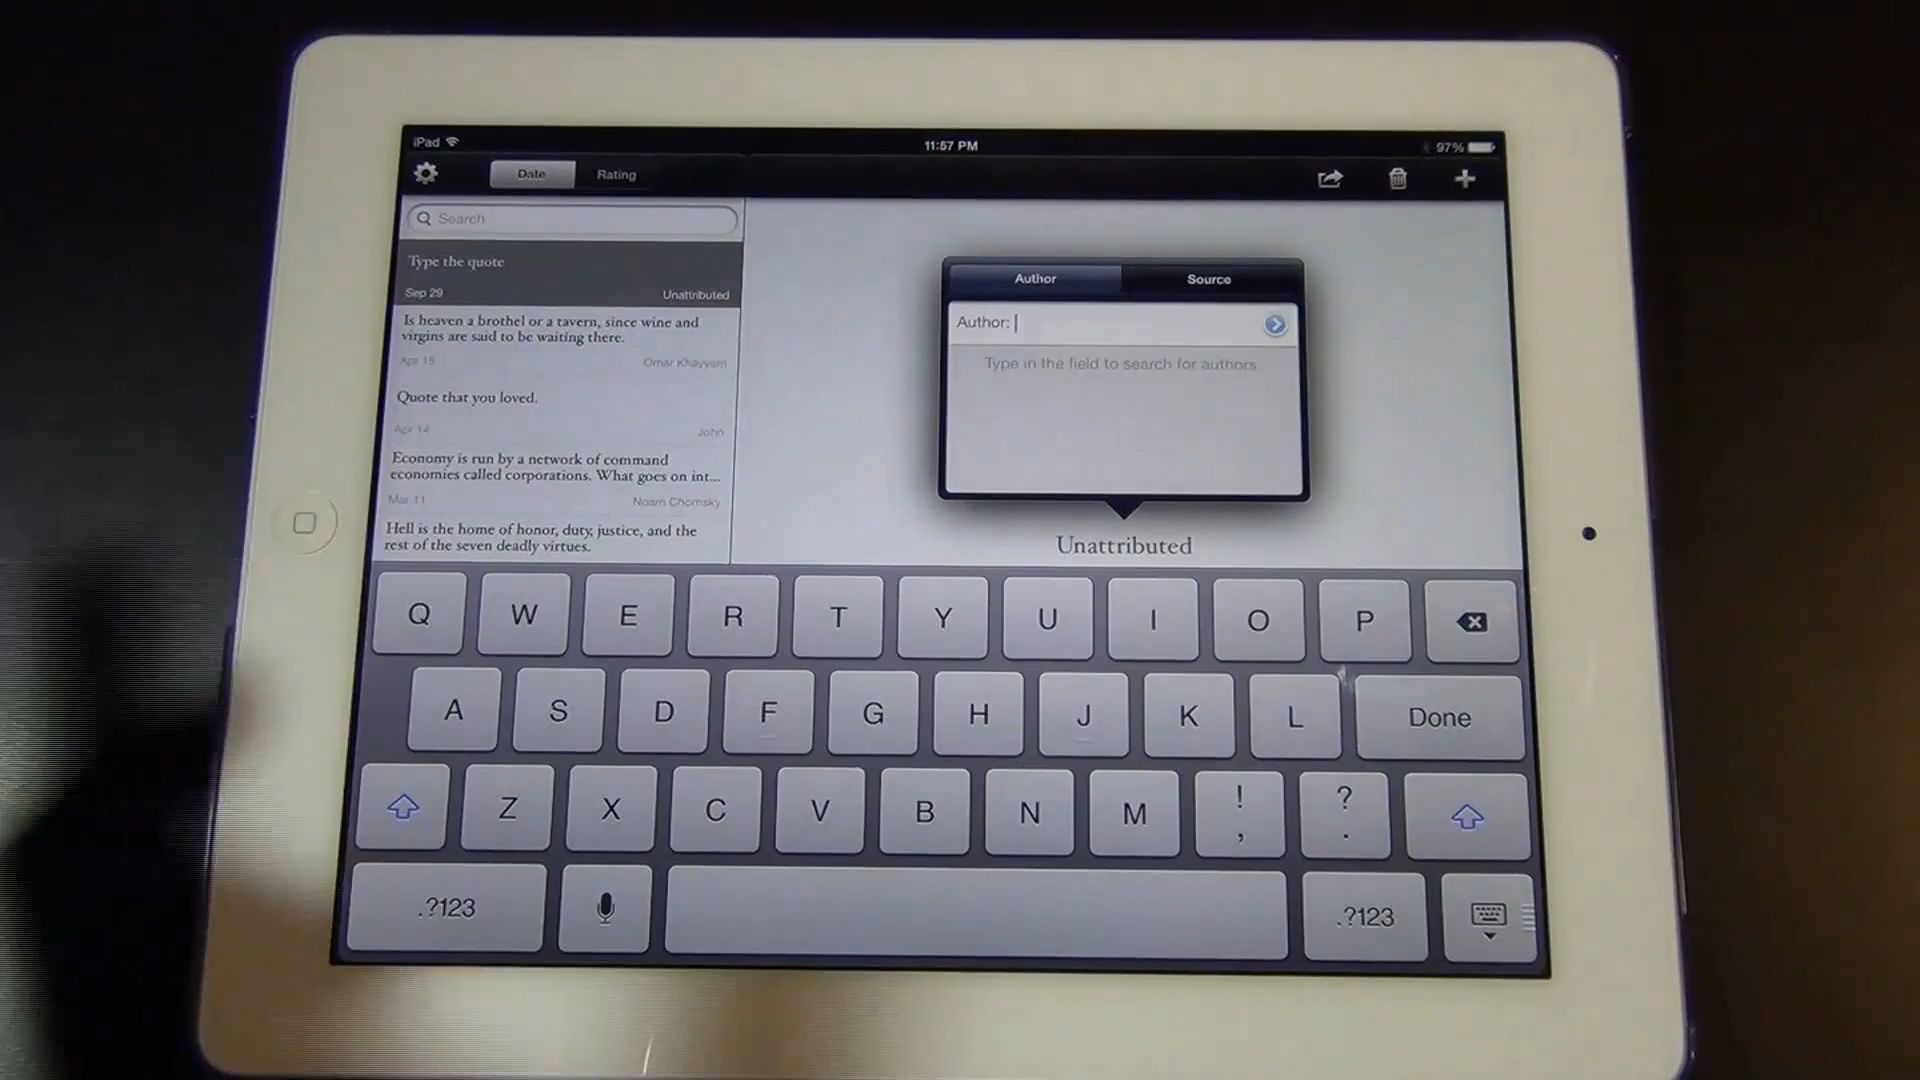 iPad
11:57 PM
97%
Date
Rating
Search
Type the quote
Sep 29
Unattributed
Is heaven a brothel or a tavern, since wine and
virgins are said to be waiting there.
Apr 15
Omar Khayyam
Quote that you loved.
Apr 14
John
Economy is run by a network of command
economies called corporations. What goes on int...
Mar 11
Noam Chomsky
Hell is the home of honor, duty, justice, and the
rest of the seven deadly virtues.
Author
Source
Author:
Type in the field to search for authors
Unattributed
Q W E R T Y U I O P
A S D F G H J K L Done
Z X C V B N M ! , ? .
.?123
.?123